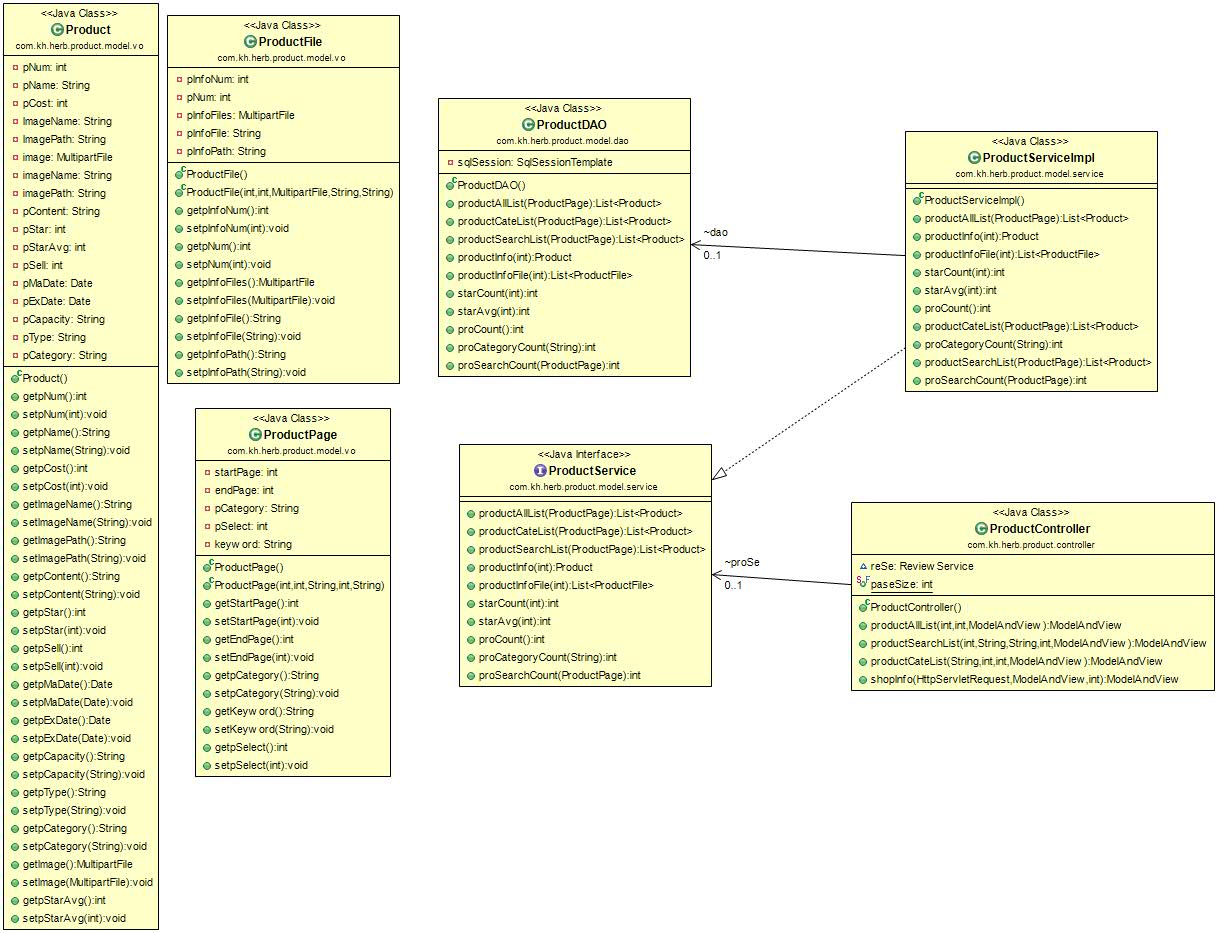 <<Java Class>>
Product
com.kh.herb.product.model.vo
pNum: int
pName: String
pCost: int
ImageName: String
ImagePath: String
image: MultipartFile
imageName: String
imagePath: String
pContent: String
pStar: int
pStarAvg: int
pSell: int
pMaDate: Date
pExDate: Date
pCapacity: String
pType: String
pCategory: String
Product()
getpNum():int
setpNum(int):void
getpName():String
setpName(String):void
getpCost():int
setpCost(int):void
getImageName():String
setImageName(String):void
getImagePath():String
setImagePath(String):void
getpContent():String
setpContent(String):void
getpStar():int
setpStar(int):void
getpSell():int
setpSell(int):void
getpMaDate():Date
setpMaDate(Date):void
getpExDate():Date
setpExDate(Date):void
getpCapacity():String
setpCapacity(String):void
getpType():String
setpType(String):void
getpCategory():String
setpCategory(String):void
getImage():MultipartFile
setImage(MultipartFile):void
getpStarAvg():int
setpStarAvg(int):void
<<Java Class>>
ProductFile
com.kh.herb.product.model.vo
pInfoNum: int
pNum: int
pInfoFiles: MultipartFile
pInfoFile: String
pInfoPath: String
ProductFile()
ProductFile(int,int,MultipartFile,String,String)
getpInfoNum():int
setpInfoNum(int):void
getpNum():int
setpNum(int):void
getpInfoFiles():MultipartFile
setpInfoFiles(MultipartFile):void
getpInfoFile():String
setpInfoFile(String):void
getpInfoPath():String
setpInfoPath(String):void
<<Java Class>>
ProductPage
com.kh.herb.product.model.vo
startPage: int
endPage: int
pCategory: String
pSelect: int
keyword: String
ProductPage()
ProductPage(int,int,String,int,String)
getStartPage():int
setStartPage(int):void
getEndPage():int
setEndPage(int):void
getpCategory():String
setpCategory(String):void
getKeyword():String
setKeyword(String):void
getpSelect():int
setpSelect(int):void
<<Java Class>>
ProductDAO
com.kh.herb.product.model.dao
sqlSession: SqlSessionTemplate
ProductDAO()
productAllList(ProductPage):List<Product>
productCateList(ProductPage):List<Product>
productSearchList(ProductPage):List<Product>
productInfo(int):Product
productInfoFile(int):List<ProductFile>
starCount(int):int
starAvg(int):int
proCount():int
proCategoryCount(String):int
proSearchCount(ProductPage):int
~dao
0..1
<<Java Class>>
ProductServiceImpl
com.kh.herb.product.model.service
ProductServiceImpl()
productAllList(ProductPage):List<Product>
productInfo(int):Product
productInfoFile(int):List<ProductFile>
starCount(int):int
starAvg(int):int
proCount():int
productCateList(ProductPage):List<Product>
proCategoryCount(String):int
productSearchList(ProductPage):List<Product>
proSearchCount(ProductPage):int
<<Java Interface>>
ProductService
com.kh.herb.product.model.service
productAllList(ProductPage):List<Product>
productCateList(ProductPage):List<Product>
productSearchList(ProductPage):List<Product>
productInfo(int):Product
productInfoFile(int):List<ProductFile>
starCount(int):int
starAvg(int):int
proCount():int
proCategoryCount(String):int
proSearchCount(ProductPage):int
~proSe
0..1
<<Java Class>>
ProductController
com.kh.herb.product.controller
reSe: ReviewService
paseSize: int
ProductController()
productAllList(int,int,ModelAndView):ModelAndView
productSearchList(int,String,String,int,ModelAndView):ModelAndView
productCateList(String,int,int,ModelAndView):ModelAndView
shopInfo(HttpServletRequest,ModelAndView,int):ModelAndView